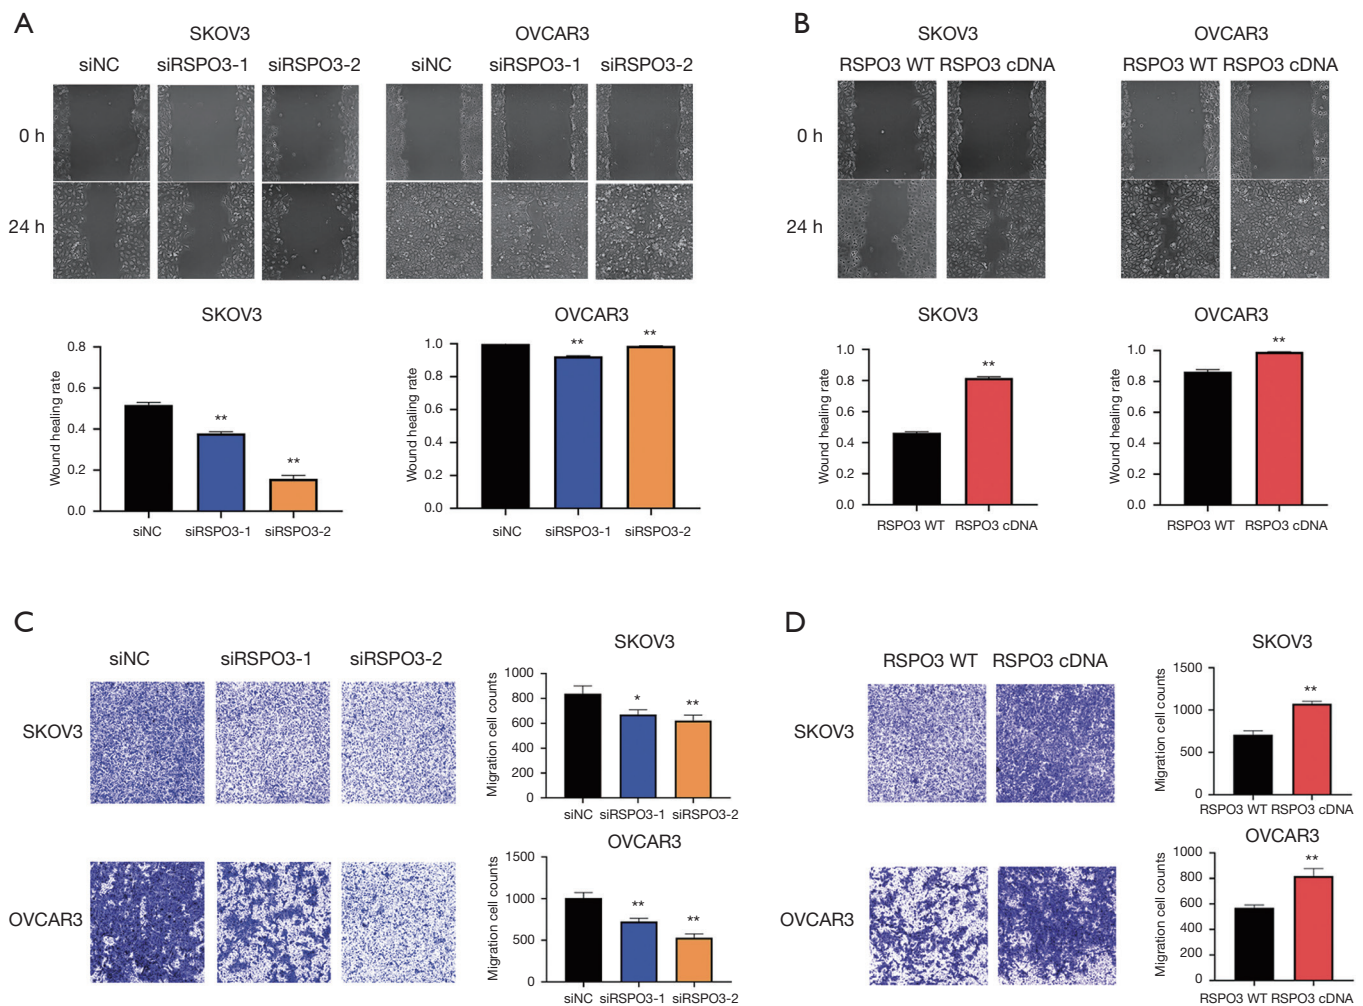 A
SKOV3
OVCAR3
siNC siRSPO3-1 siRSPO3-2
siNC siRSPO3-1 siRSPO3-2
0 h
24 h
SKOV3
Wound healing rate
0.8
0.6
0.4
0.2
0.0
siNC siRSPO3-1 siRSPO3-2
** **
OVCAR3
Wound healing rate
1.0
0.8
0.6
0.4
0.2
0.0
siNC siRSPO3-1 siRSPO3-2
** **
B
SKOV3
OVCAR3
RSPO3 WT RSPO3 cDNA
RSPO3 WT RSPO3 cDNA
0 h
24 h
SKOV3
Wound healing rate
1.0
0.8
0.6
0.4
0.2
0.0
RSPO3 WT RSPO3 cDNA
**
OVCAR3
Wound healing rate
1.0
0.8
0.6
0.4
0.2
0.0
RSPO3 WT RSPO3 cDNA
**
C
siNC siRSPO3-1 siRSPO3-2
SKOV3
OVCAR3
SKOV3
Migration cell counts
1000
800
600
400
200
0
siNC siRSPO3-1 siRSPO3-2
* **
OVCAR3
Migration cell counts
1500
1000
500
0
siNC siRSPO3-1 siRSPO3-2
** **
D
RSPO3 WT RSPO3 cDNA
SKOV3
OVCAR3
SKOV3
Migration cell counts
1500
1000
500
0
RSPO3 WT RSPO3 cDNA
**
OVCAR3
Migration cell counts
1000
800
600
400
200
0
RSPO3 WT RSPO3 cDNA
**